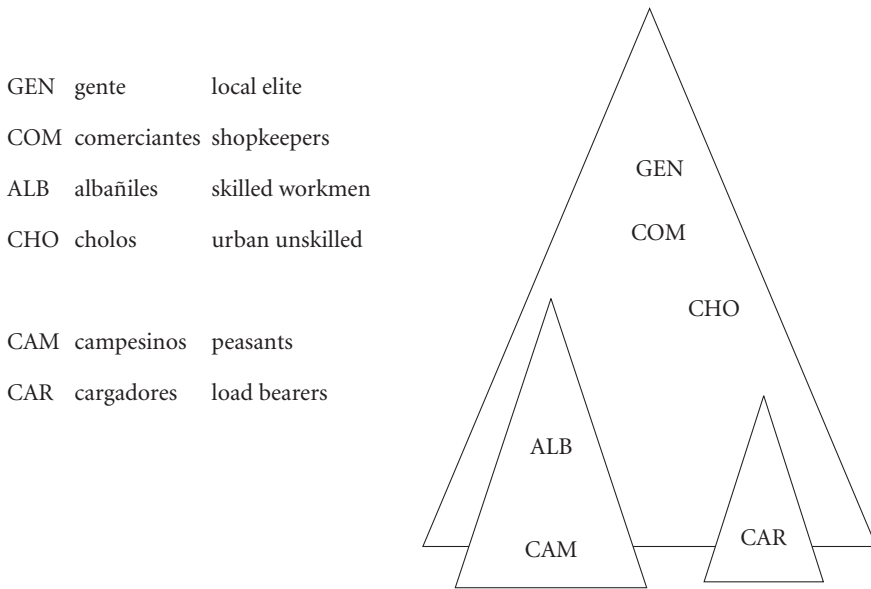 GEN gente local elite
COM comerciantes shopkeepers
ALB albañiles skilled workmen
CHO cholos urban unskilled
CAM campesinos peasants
CAR cargadores load bearers
GEN
COM
CHO
ALB
CAM
CAR